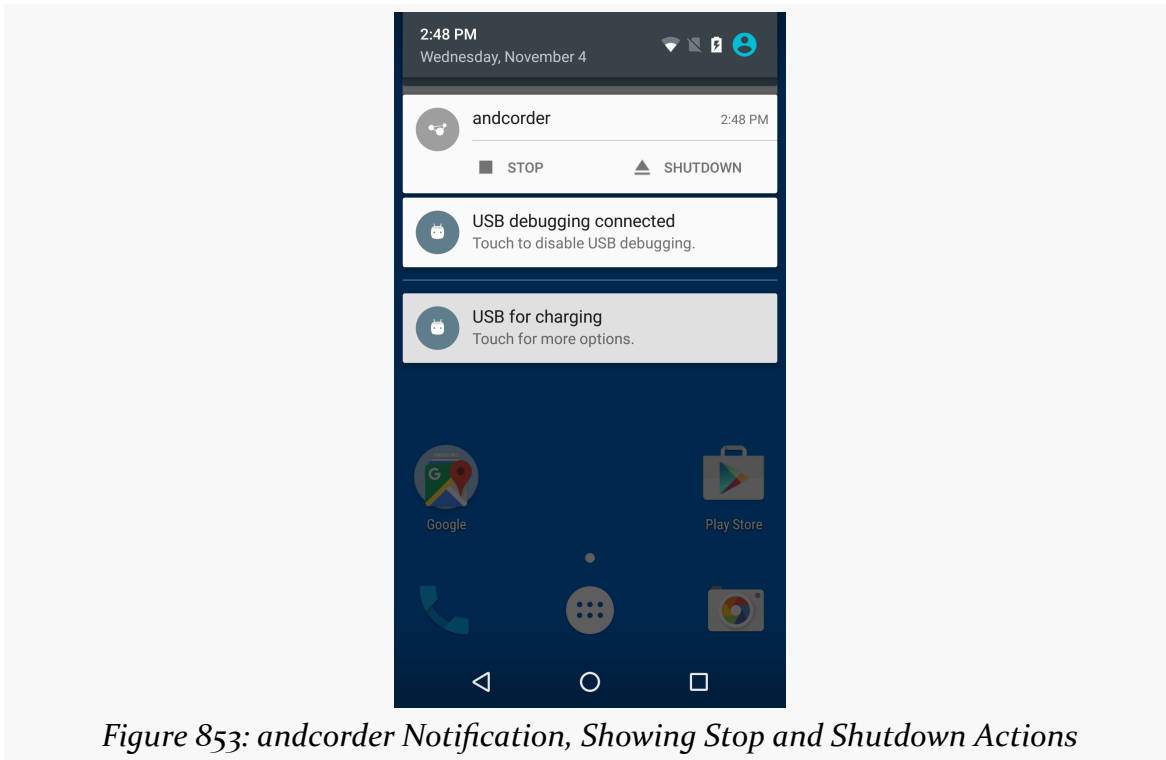 2:48 PM
Wednesday, November 4
andcorder 2:48 PM
STOP SHUTDOWN
USB debugging connected
Touch to disable USB debugging.
USB for charging
Touch for more options.
G
Google Play Store
Figure 853: andcorder Notification, Showing Stop and Shutdown Actions